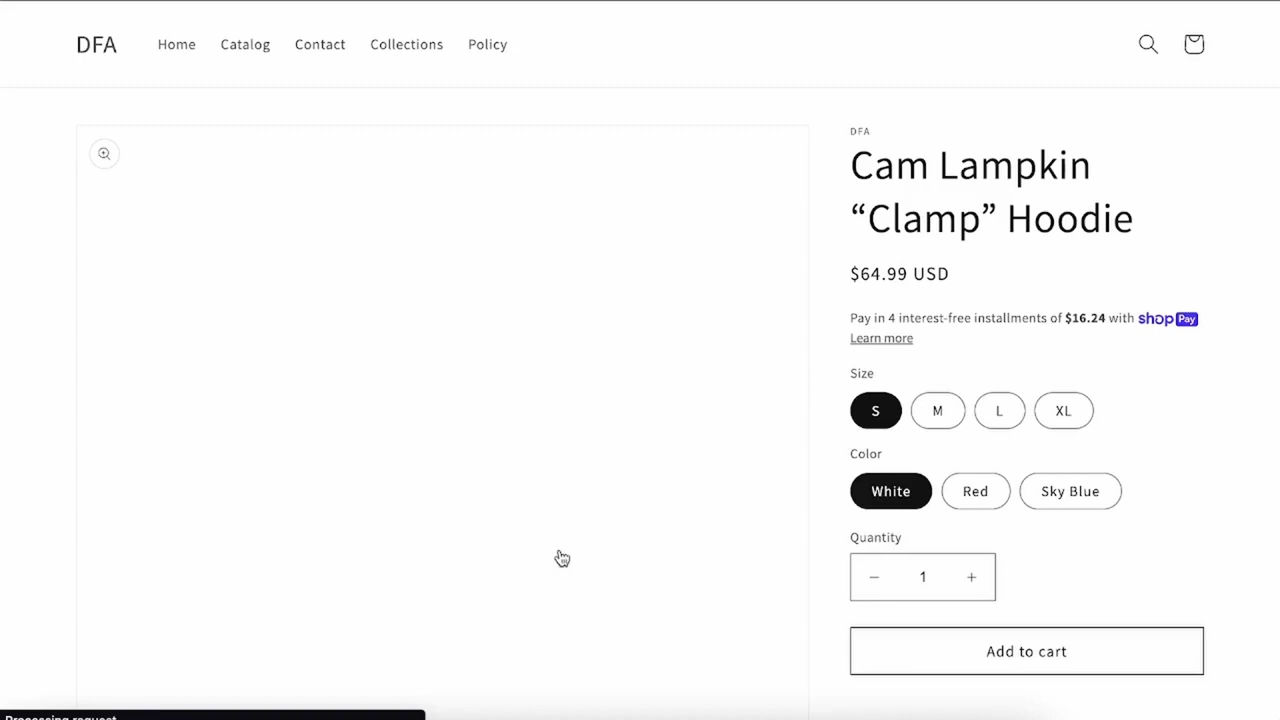 DFA
Home
Catalog
Contact
Collections
Policy
DFA
Cam Lampkin
“Clamp” Hoodie
$64.99 USD
Pay in 4 interest-free installments of $16.24 with shop Pay
Learn more
Size
S
M
L
XL
Color
White
Red
Sky Blue
Quantity
1
Add to cart
Processing request